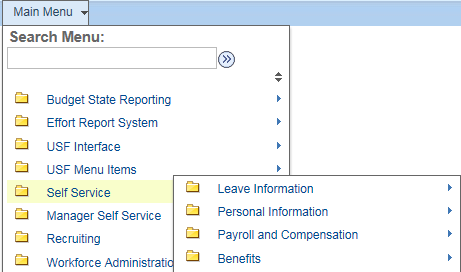 Main Menu
Search Menu:
Budget State Reporting
Effort Report System
USF Interface
USF Menu Items
Self Service
Manager Self Service
Recruiting
Workforce Administratio
Leave Information
Personal Information
Payroll and Compensation
Benefits